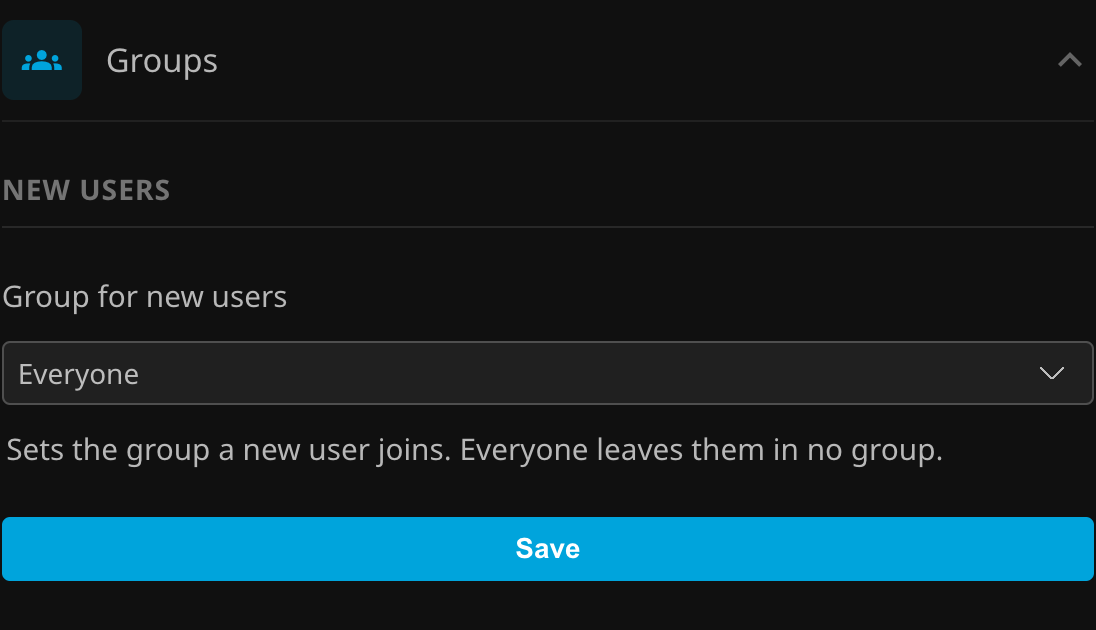 Groups
NEW USERS
Group for new users
Everyone
Sets the group a new user joins. Everyone leaves them in no group.
Save